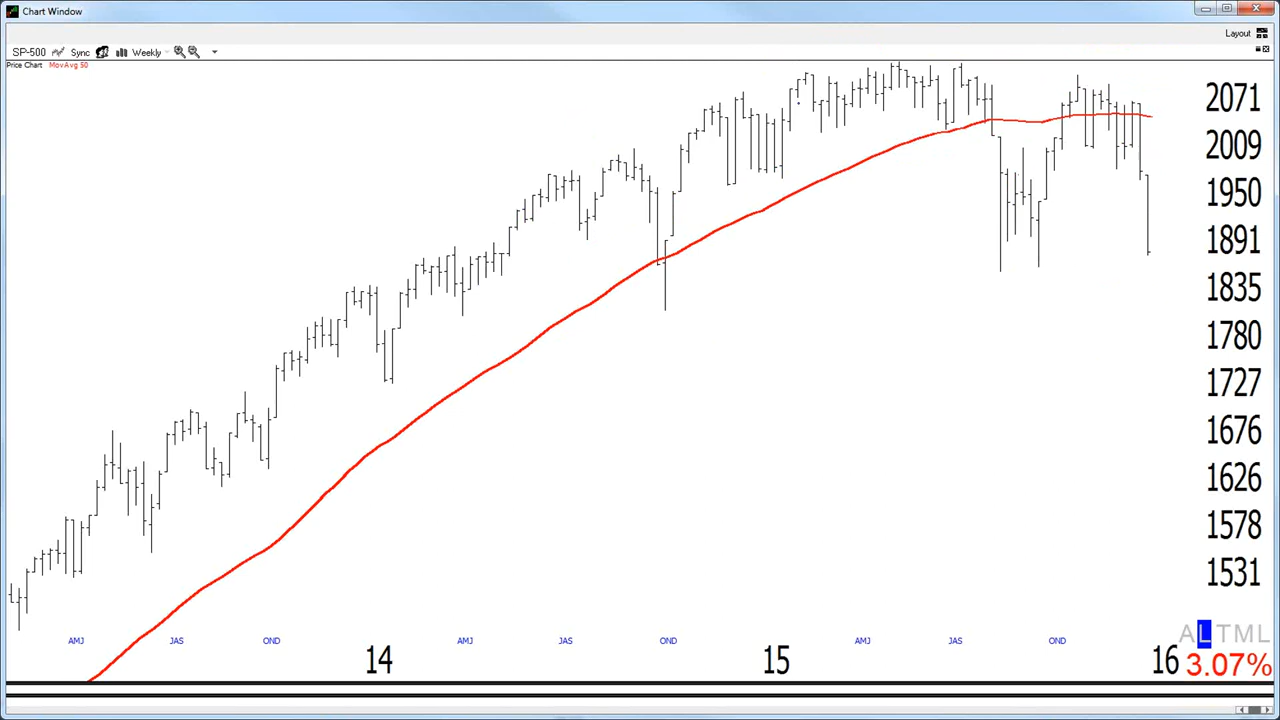 Chart Window
Layout
SP-500 Sync Weekly
Price Chart MovAvg 50
2071
2009
1950
1891
1835
1780
1727
1676
1626
1578
1531
AMJ JAS OND AMJ JAS OND AMJ JAS OND
14 15 16
ALTML
3.07%